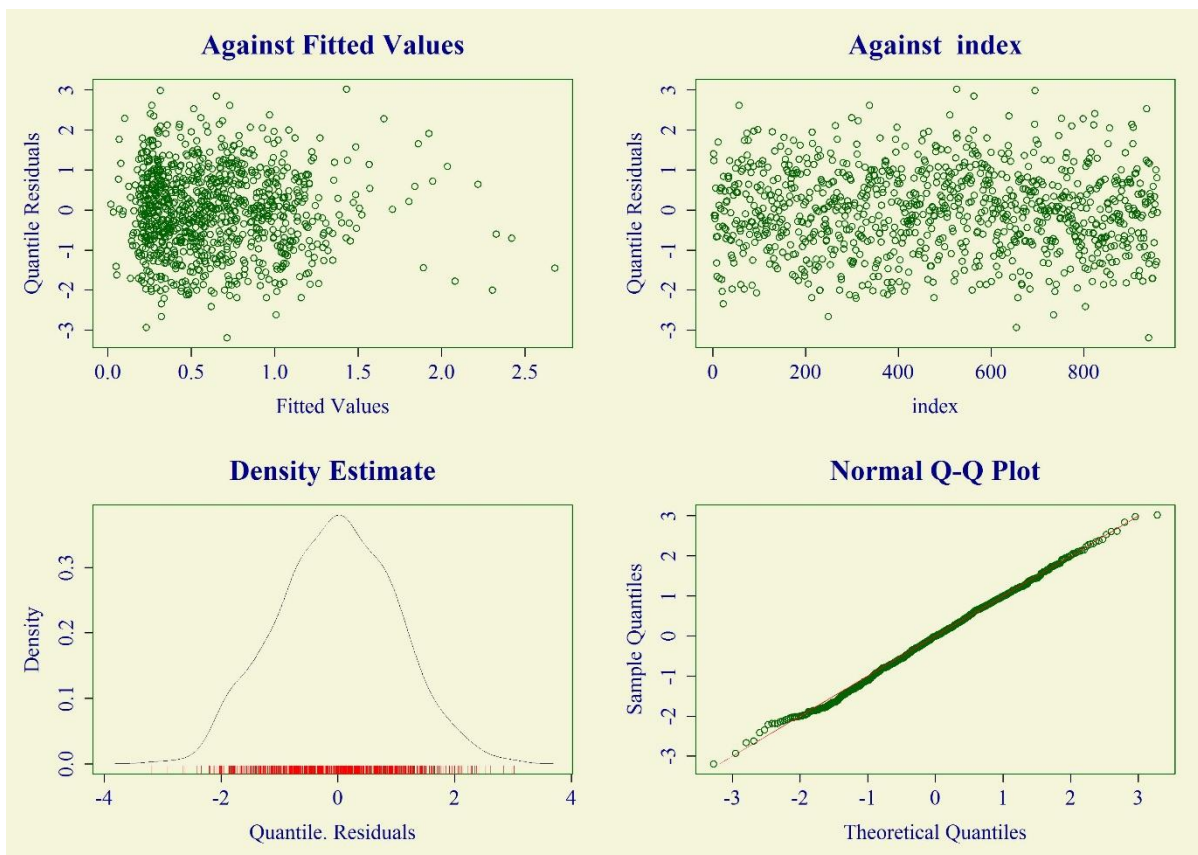 Against Fitted Values
Quantile Residuals
3
2
1
0
-1
-2
-3
0.0 0.5 1.0 1.5 2.0 2.5
Fitted Values
Against index
Quantile Residuals
3
2
1
0
-1
-2
-3
0 200 400 600 800
index
Density Estimate
Density
0.3
0.2
0.1
0.0
-4 -2 0 2 4
Quantile. Residuals
Normal Q-Q Plot
Sample Quantiles
3
2
1
0
-1
-2
-3
-3 -2 -1 0 1 2 3
Theoretical Quantiles